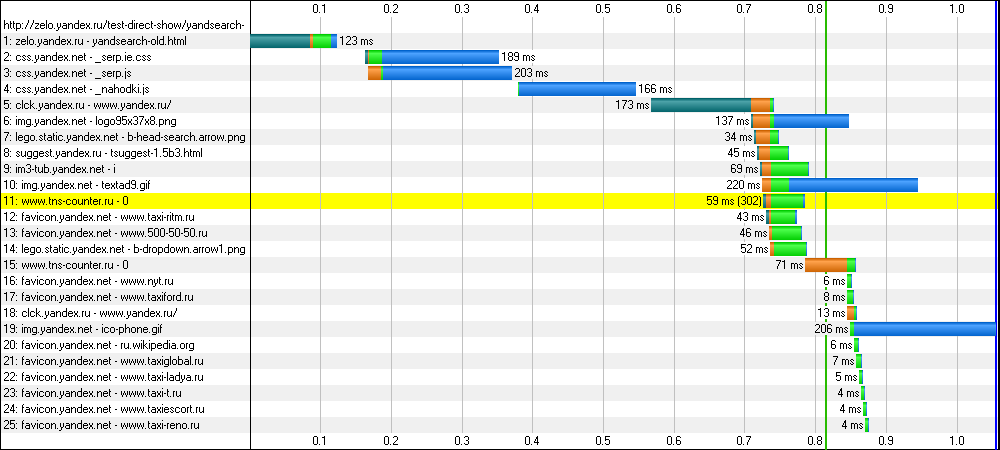 0.1 0.2 0.3 0.4 0.5 0.6 0.7 0.8 0.9 1.0
http://zelo.yandex.ru/test-direct-show/yandsearch-
1: zelo.yandex.ru - yandsearch-old.html 123 ms
2: css.yandex.net - _serp.ie.css 189 ms
3: css.yandex.net - _serp.js 203 ms
4: css.yandex.net - _nahodki.js 166 ms
5: clck.yandex.ru - www.yandex.ru/ 173 ms
6: img.yandex.net - logo95x37x8.png 137 ms
7: lego.static.yandex.net - b-head-search.arrow.png 34 ms
8: suggest.yandex.ru - tsuggest-1.5b3.html 45 ms
9: im3-tub.yandex.net - i 69 ms
10: img.yandex.net - textad9.gif 220 ms
11: www.tns-counter.ru - 0 59 ms (302)
12: favicon.yandex.net - www.taxi-ritm.ru 43 ms
13: favicon.yandex.net - www.500-50-50.ru 46 ms
14: lego.static.yandex.net - b-dropdown.arrow1.png 52 ms
15: www.tns-counter.ru - 0 71 ms
16: favicon.yandex.net - www.nyt.ru 6 ms
17: favicon.yandex.net - www.taxiford.ru 8 ms
18: clck.yandex.ru - www.yandex.ru/ 13 ms
19: img.yandex.net - ico-phone.gif 206 ms
20: favicon.yandex.net - ru.wikipedia.org 6 ms
21: favicon.yandex.net - www.taxiglobal.ru 7 ms
22: favicon.yandex.net - www.taxi-ladya.ru 5 ms
23: favicon.yandex.net - www.taxi-t.ru 4 ms
24: favicon.yandex.net - www.taxiescort.ru 4 ms
25: favicon.yandex.net - www.taxi-reno.ru 4 ms
0.1 0.2 0.3 0.4 0.5 0.6 0.7 0.8 0.9 1.0